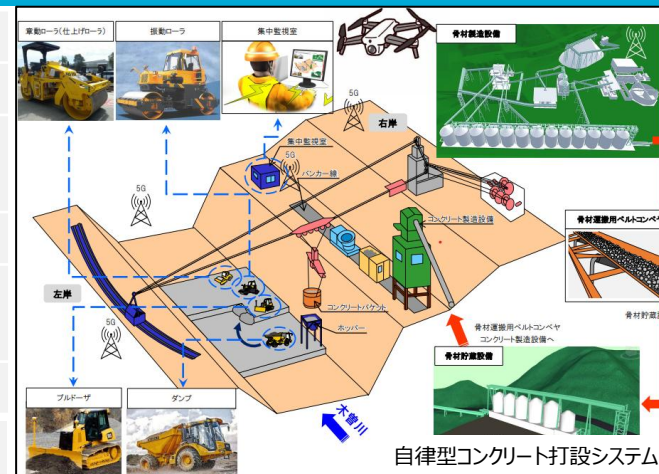 章動ローラ(仕上げローラ)
振動ローラ
集中監視室
骨材製造設備
5G
右岸
集中監視室
5G
バンカー線
5G
コンクリート製造設備
骨材運搬用ベルトコンベヤ
左岸
コンクリートバケット
ホッパー
骨材運搬用ベルトコンベヤ
コンクリート製造設備へ
5G
骨材貯蔵設備
ブルドーザ
ダンプ
木曽川
自律型コンクリート打設システム